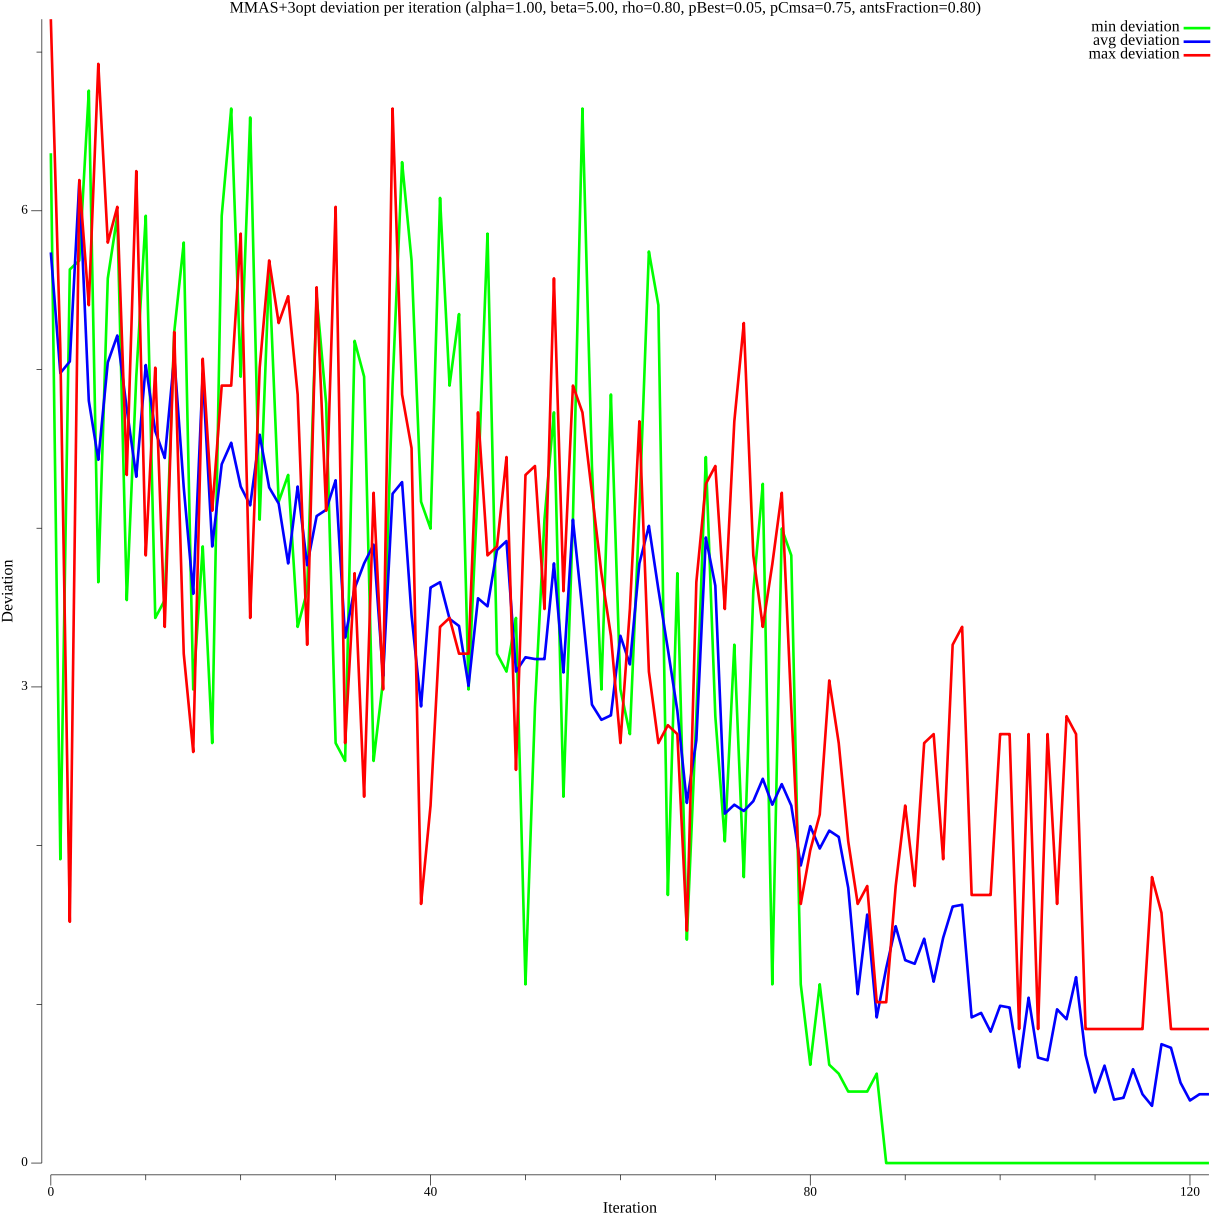 MMAS+3opt deviation per iteration (alpha=1.00, beta=5.00, rho=0.80, pBest=0.05, pCmsa=0.75, antsFraction=0.80)
min deviation
avg deviation
max deviation
6
3
0
Deviation
0
40
80
120
Iteration